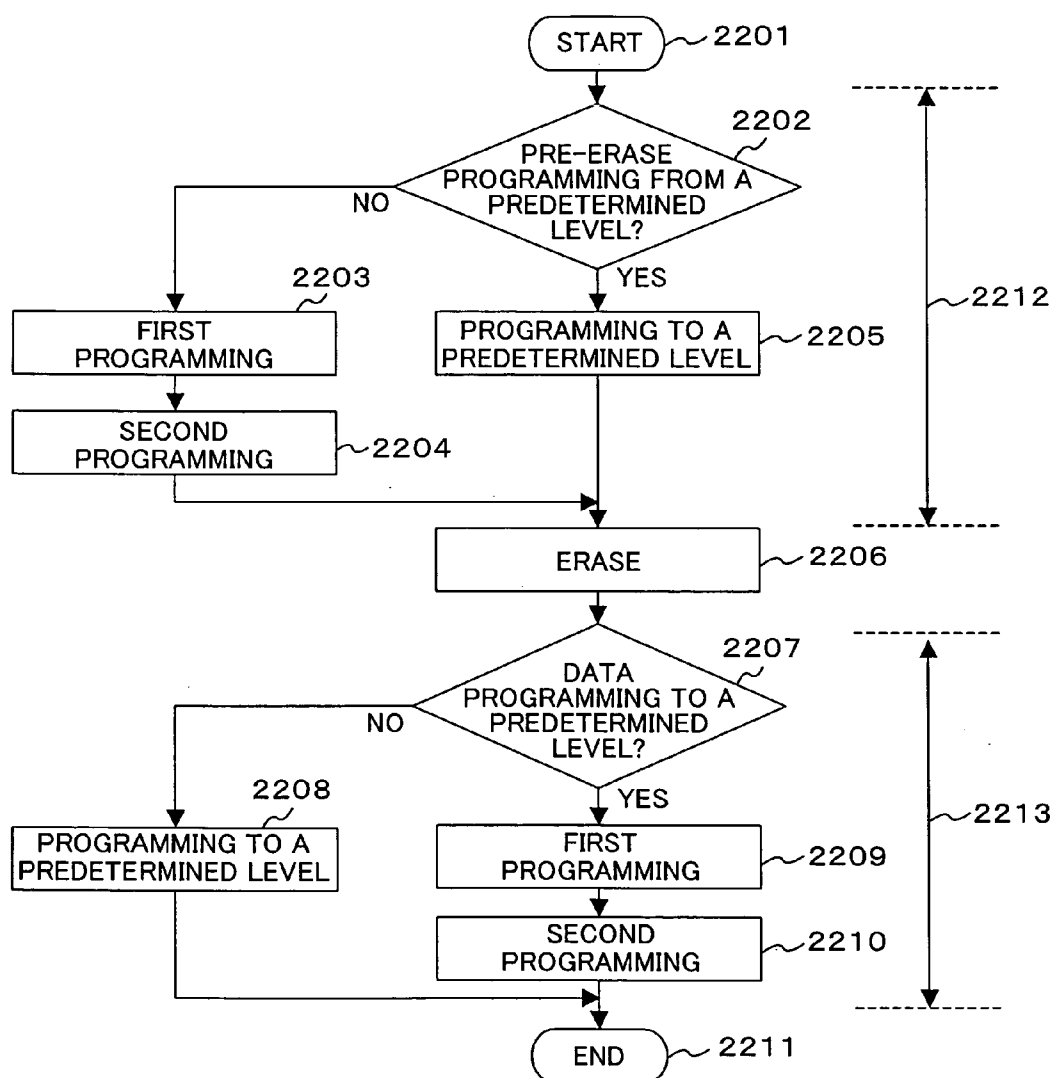 START
2201
2202
PRE-ERASE
PROGRAMMING FROM A
PREDETERMINED
LEVEL?
NO
YES
2203
FIRST
PROGRAMMING
PROGRAMMING TO A
PREDETERMINED LEVEL
2205
2212
SECOND
PROGRAMMING
2204
ERASE
2206
2207
DATA
PROGRAMMING TO A
PREDETERMINED
LEVEL?
NO
YES
2208
PROGRAMMING TO A
PREDETERMINED LEVEL
FIRST
PROGRAMMING
2209
2213
SECOND
PROGRAMMING
2210
END
2211